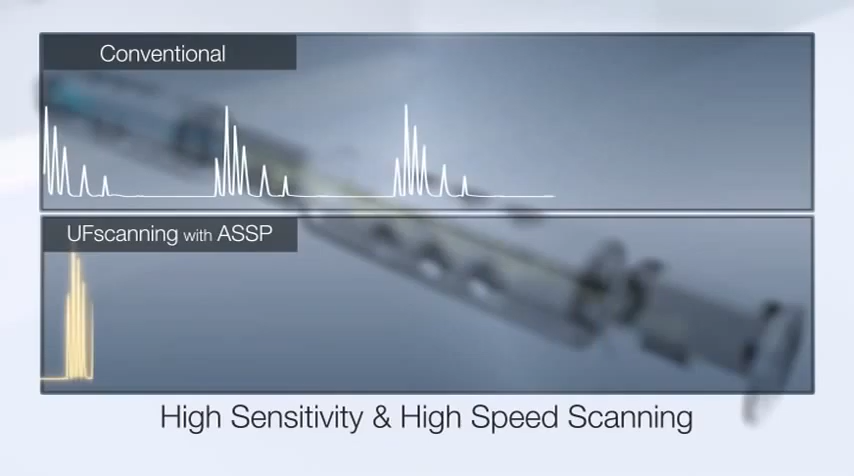 Conventional
UFscanning with ASSP
High Sensitivity & High Speed Scanning